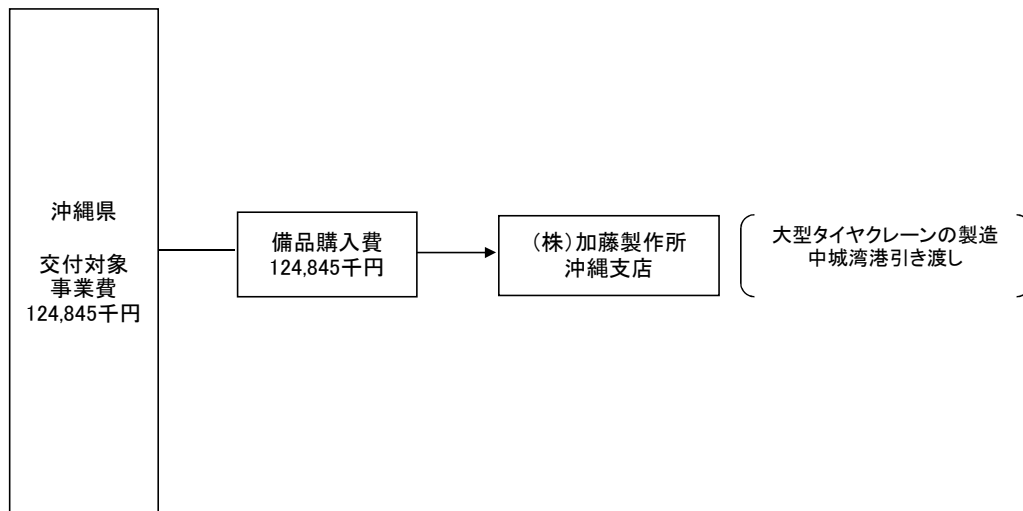 沖縄県
交付対象
事業費
124,845千円
備品購入費
124,845千円
(株)加藤製作所
沖縄支店
大型タイヤクレーンの製造
中城湾港引き渡し